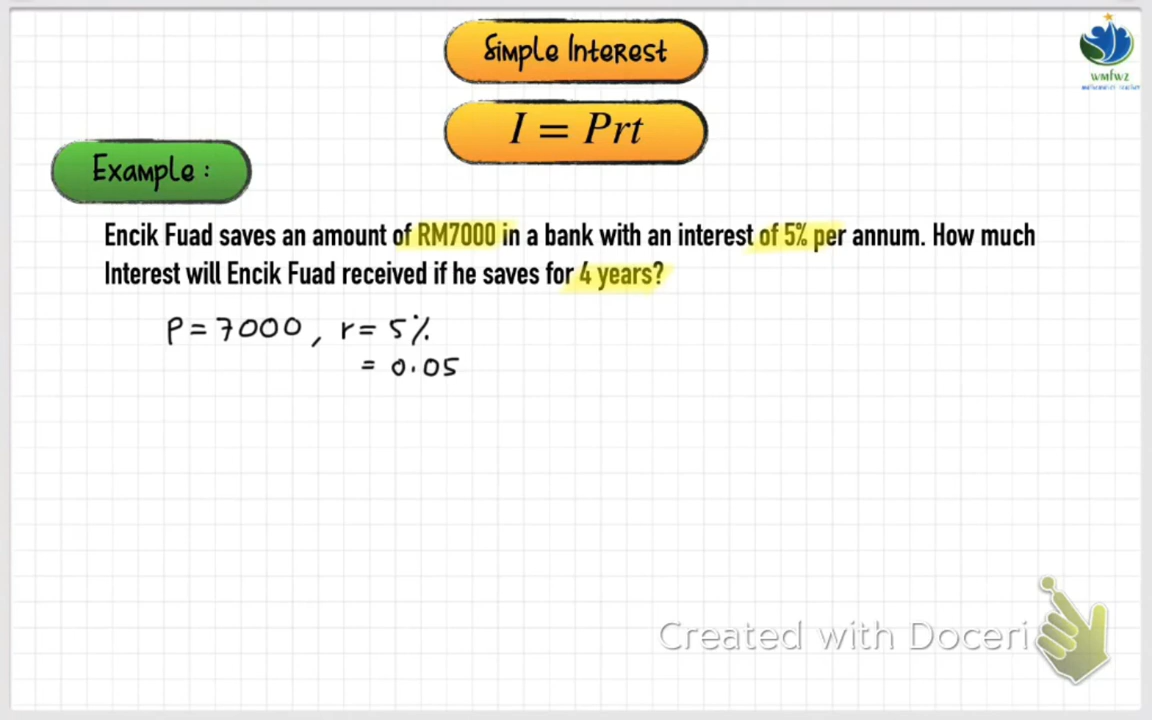 Simple Interest
wmfwz
I = Prt
Example :
Encik Fuad saves an amount of RM7000 in a bank with an interest of 5% per annum. How much
Interest will Encik Fuad received if he saves for 4 years?
P = 7000 , r = 5%
= 0.05
Created with Doceri